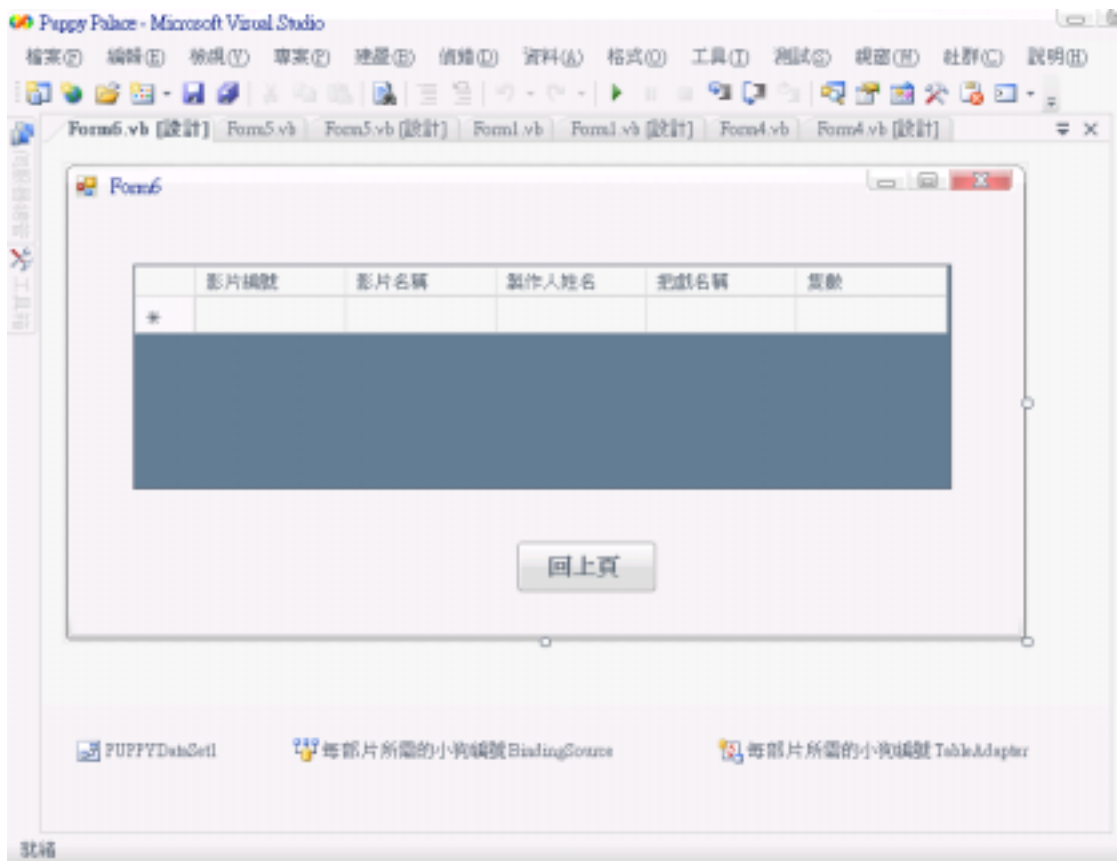 Puppy Palace - Microsoft Visual Studio
檔案(F) 編輯(E) 檢視(V) 專案(P) 建置(B) 偵錯(D) 資料(A) 格式(O) 工具(T) 測試(S) 視窗(W) 社群(C) 說明(H)
Form6.vb [設計] Form5.vb Form5.vb [設計] Form1.vb Form1.vb [設計] Form4.vb Form4.vb [設計]
Form6
工具箱
影片編號 影片名稱 製作人姓名 把戲名稱 隻數
回上頁
PUPPYDataSet1 每部片所需的小狗編號BindingSource 每部片所需的小狗編號TableAdapter
就緒